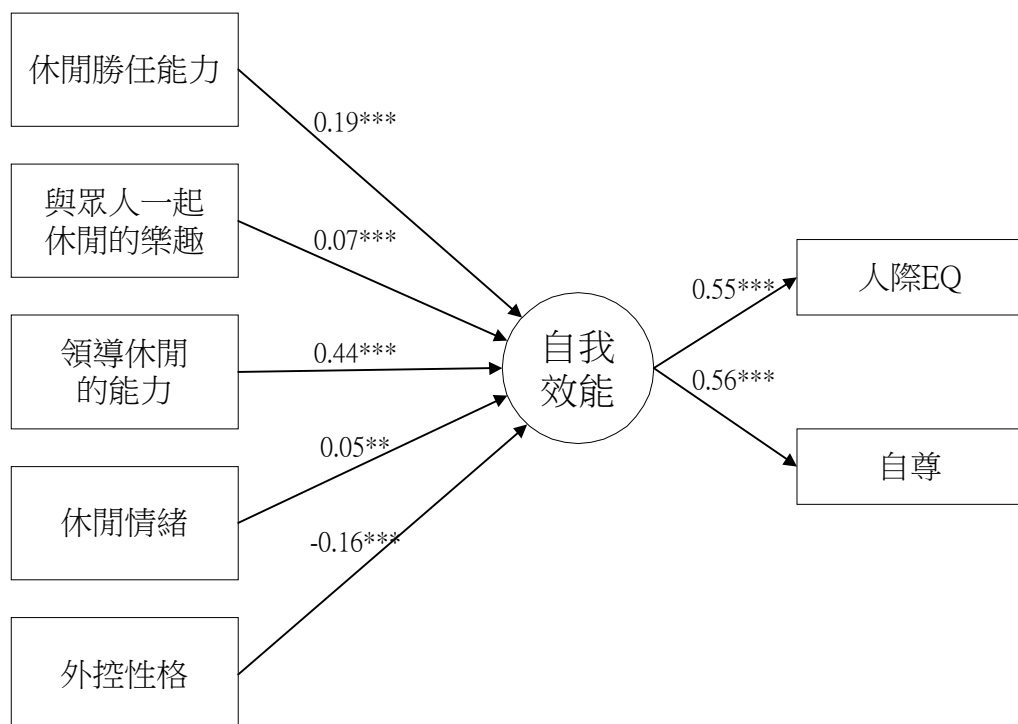 休閒勝任能力
0.19***
與眾人一起
休閒的樂趣
0.07***
人際EQ
0.55***
領導休閒
的能力
0.44***
自我
效能
0.56***
自尊
休閒情緒
0.05**
-0.16***
外控性格